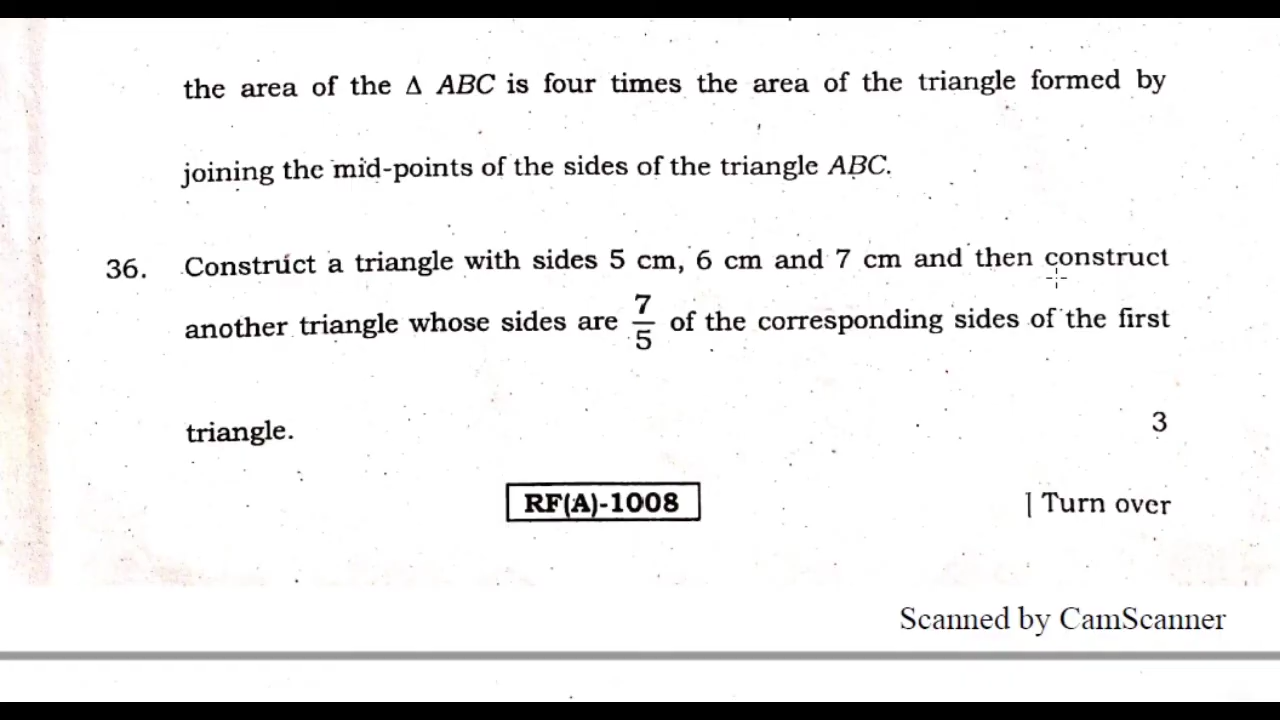 the area of the Δ ABC is four times the area of the triangle formed by
joining the mid-points of the sides of the triangle ABC.
36. Construct a triangle with sides 5 cm, 6 cm and 7 cm and then construct
another triangle whose sides are 7/5 of the corresponding sides of the first
triangle. 3
RF(A)-1008 | Turn over
Scanned by CamScanner